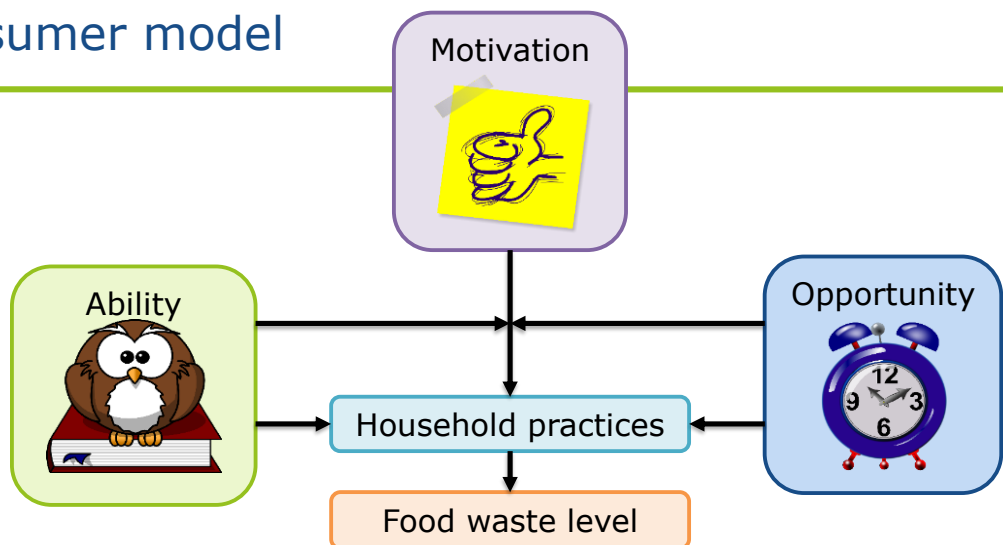 sumer model
Motivation
Ability
Opportunity
12
9
3
6
Household practices
Food waste level